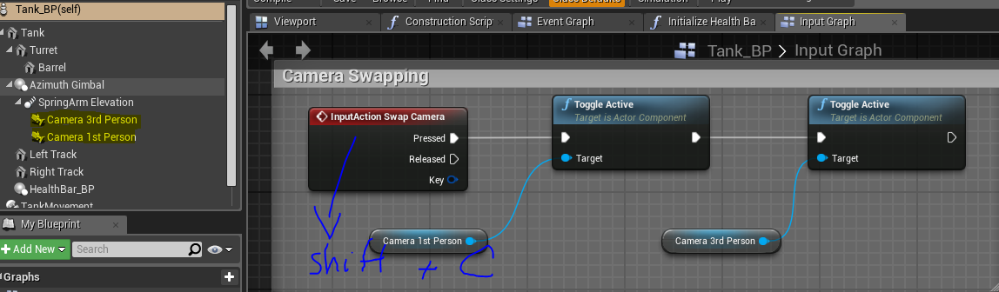 Tank_BP(self)
Tank
Turret
Barrel
Azimuth Gimbal
SpringArm Elevation
Camera 3rd Person
Camera 1st Person
Left Track
Right Track
HealthBar_BP
TankMovement
My Blueprint
Add New
Search
Graphs
Compile Save Browse Find Class Settings Class Defaults Simulation Play
Viewport
Construction Scrip
Event Graph
Initialize Health Ba
Input Graph
Tank_BP > Input Graph
Camera Swapping
InputAction Swap Camera
Pressed
Released
Key
Toggle Active
Target is Actor Component
Target
Toggle Active
Target is Actor Component
Target
Camera 1st Person
Camera 3rd Person
shift + C